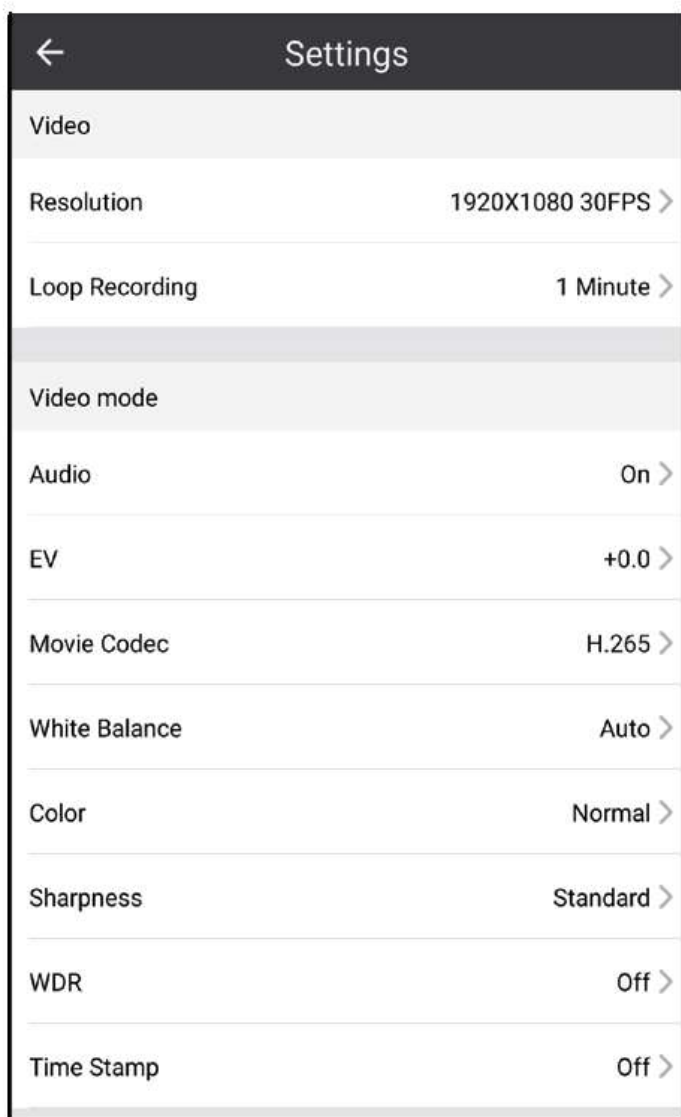 Settings
Video
Resolution 1920X1080 30FPS
Loop Recording 1 Minute
Video mode
Audio On
EV +0.0
Movie Codec H.265
White Balance Auto
Color Normal
Sharpness Standard
WDR Off
Time Stamp Off